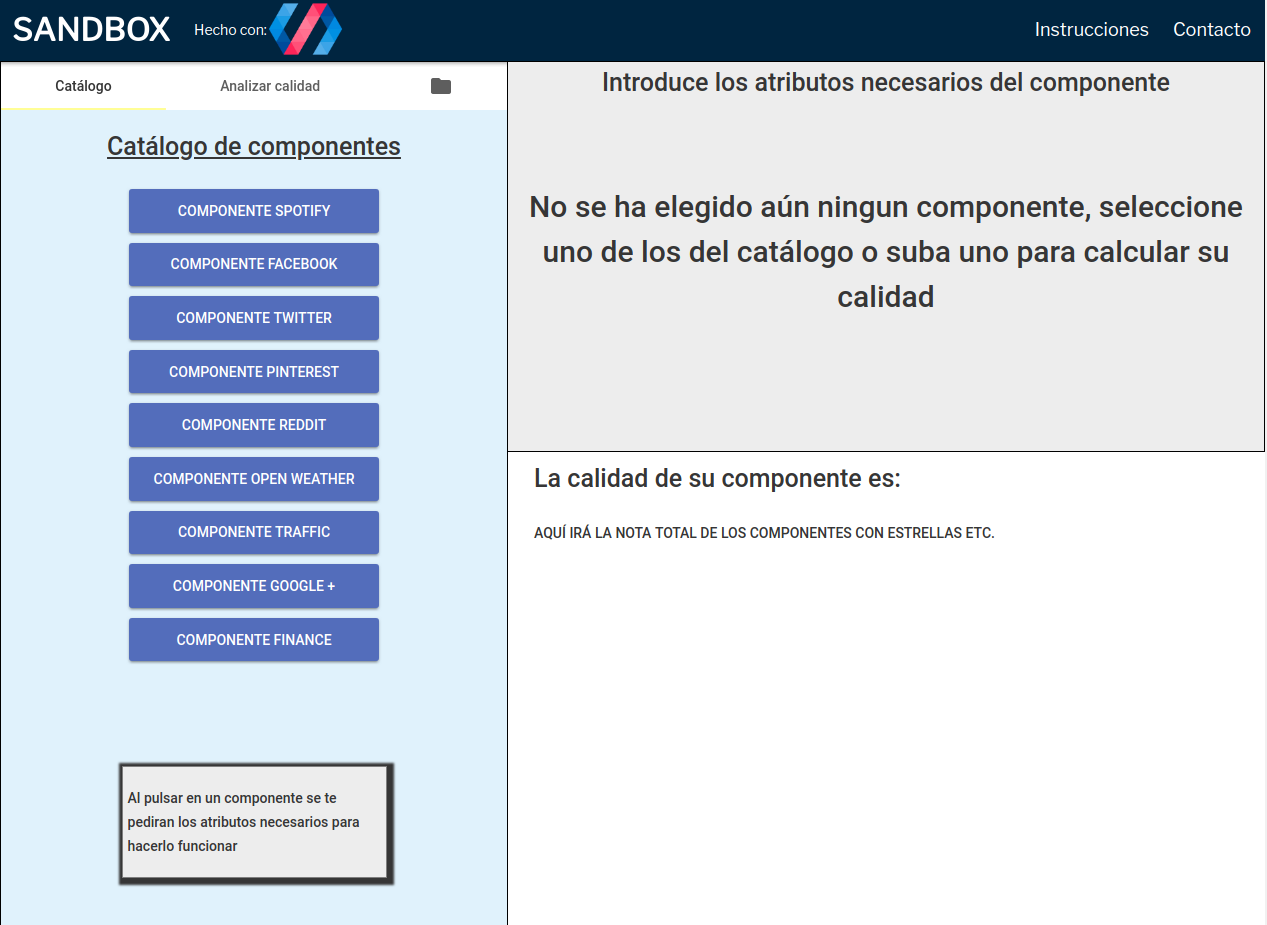 SANDBOX
Hecho con:
Instrucciones
Contacto
Catálogo
Analizar calidad
Catálogo de componentes
COMPONENTE SPOTIFY
COMPONENTE FACEBOOK
COMPONENTE TWITTER
COMPONENTE PINTEREST
COMPONENTE REDDIT
COMPONENTE OPEN WEATHER
COMPONENTE TRAFFIC
COMPONENTE GOOGLE +
COMPONENTE FINANCE
Al pulsar en un componente se te
pediran los atributos necesarios para
hacerlo funcionar
Introduce los atributos necesarios del componente
No se ha elegido aún ningun componente, seleccione
uno de los del catálogo o suba uno para calcular su
calidad
La calidad de su componente es:
AQUÍ IRÁ LA NOTA TOTAL DE LOS COMPONENTES CON ESTRELLAS ETC.